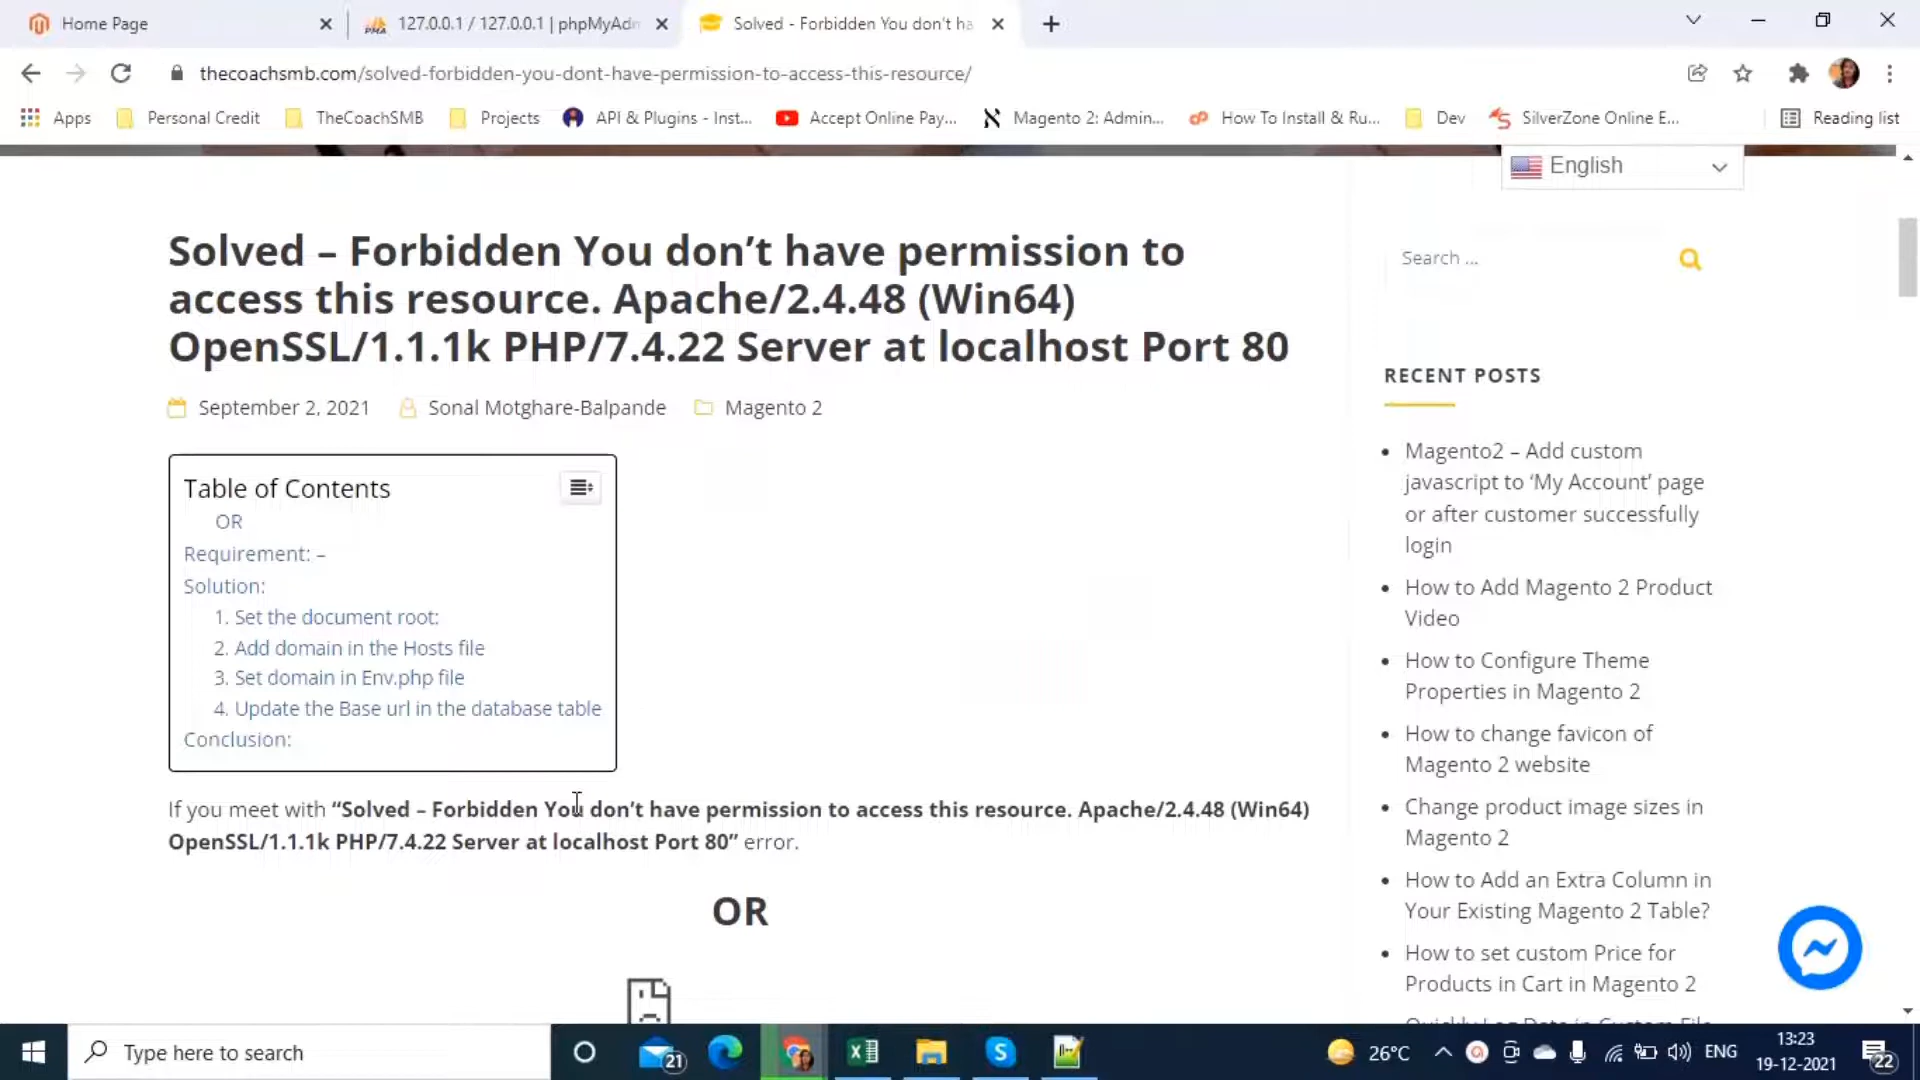 Home Page
127.0.0.1 / 127.0.0.1 | phpMyAdm
Solved - Forbidden You don't ha
thecoachsmb.com/solved-forbidden-you-dont-have-permission-to-access-this-resource/
Apps
Personal Credit
TheCoachSMB
Projects
API & Plugins - Inst...
Accept Online Pay...
Magento 2: Admin...
How To Install & Ru...
Dev
SilverZone Online E...
Reading list
English
Solved – Forbidden You don’t have permission to
access this resource. Apache/2.4.48 (Win64)
OpenSSL/1.1.1k PHP/7.4.22 Server at localhost Port 80
September 2, 2021 Sonal Motghare-Balpande Magento 2
Table of Contents
OR
Requirement: –
Solution:
1. Set the document root:
2. Add domain in the Hosts file
3. Set domain in Env.php file
4. Update the Base url in the database table
Conclusion:
If you meet with “Solved – Forbidden You don’t have permission to access this resource. Apache/2.4.48 (Win64)
OpenSSL/1.1.1k PHP/7.4.22 Server at localhost Port 80” error.
OR
Search ...
RECENT POSTS
Magento2 – Add custom
javascript to ‘My Account’ page
or after customer successfully
login
How to Add Magento 2 Product
Video
How to Configure Theme
Properties in Magento 2
How to change favicon of
Magento 2 website
Change product image sizes in
Magento 2
How to Add an Extra Column in
Your Existing Magento 2 Table?
How to set custom Price for
Products in Cart in Magento 2
Quickly Log Data in Custom File
Type here to search
21
26°C
ENG
13:23
19-12-2021
22